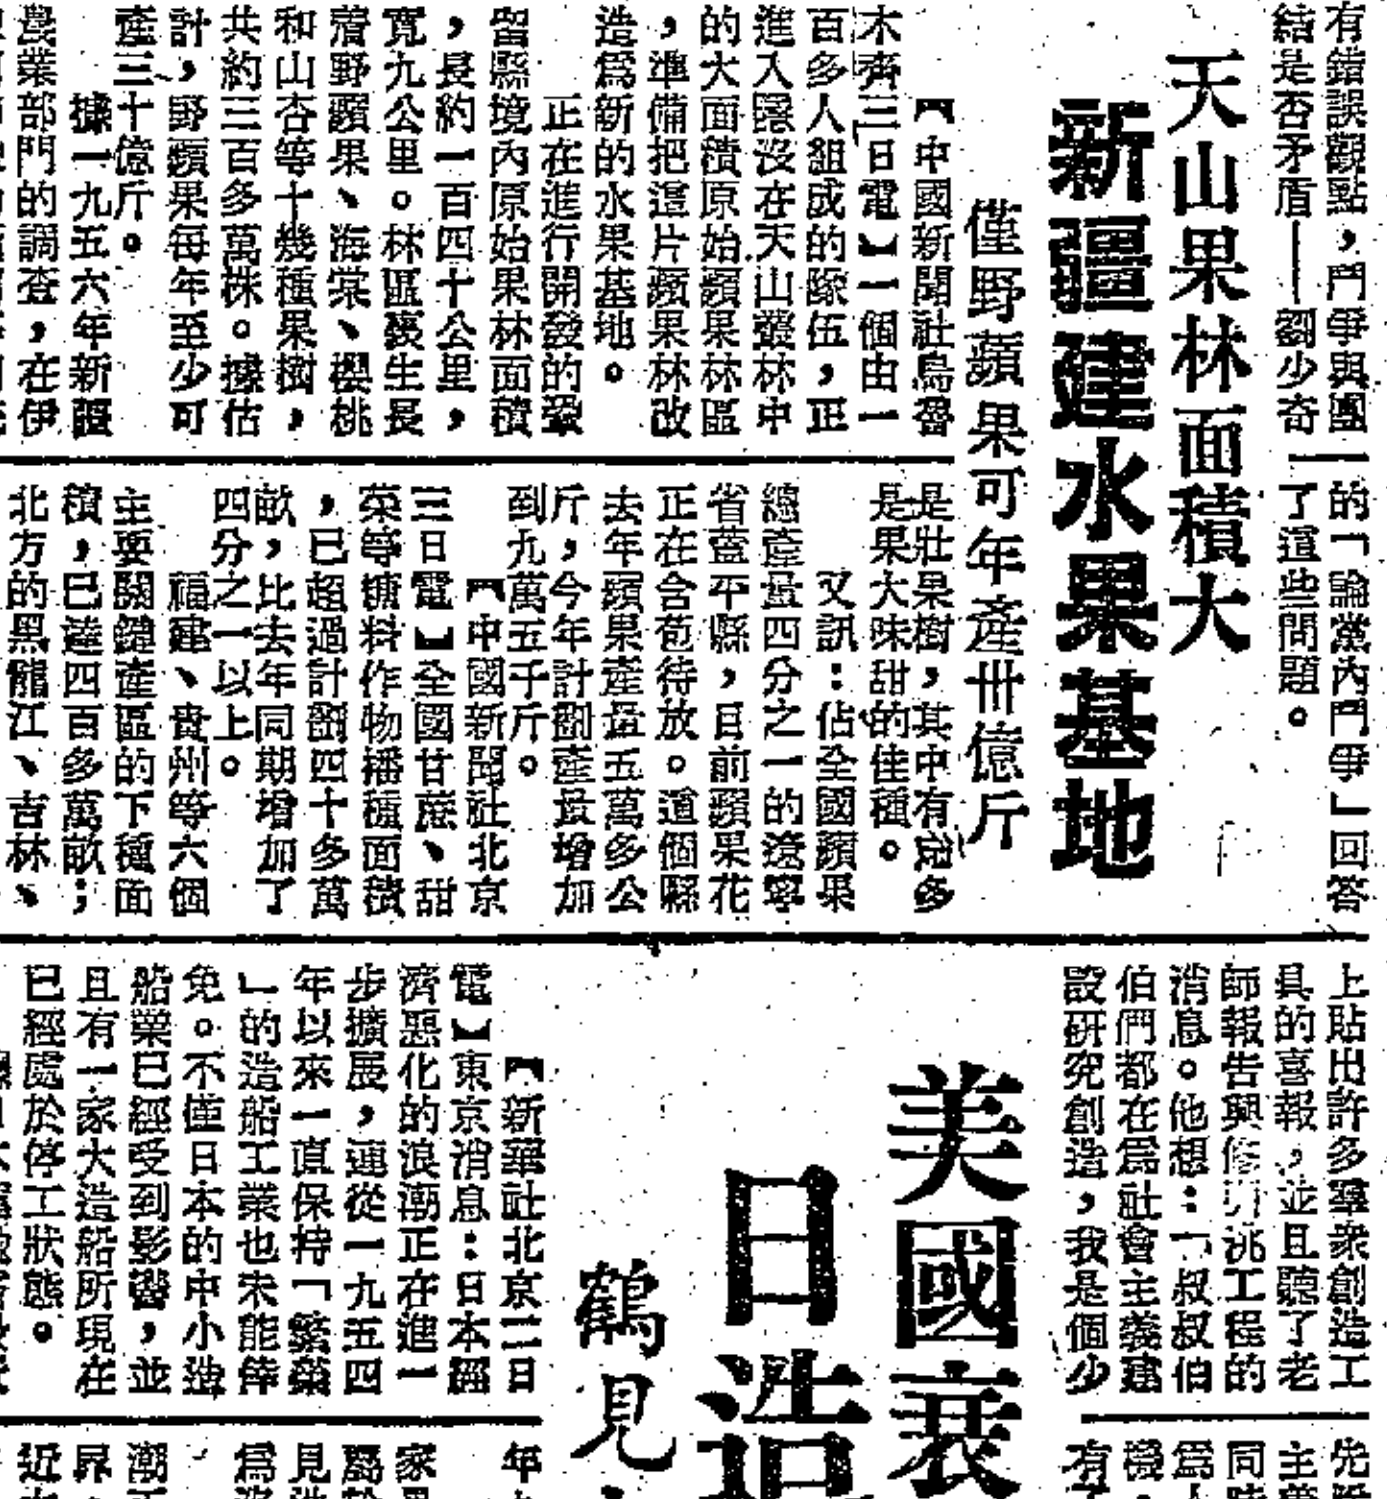 有錯誤觀點，鬥爭與團
結是否矛盾——劉少奇
的「論黨內鬥爭」回答
了這些問題。
天山果林面積大
新疆建水果基地
僅野蘋果可年產卅億斤
【中國新聞社烏魯
木齊三日電】一個由一
百多人組成的隊伍，正
進入隱沒在天山叢林中
的大面積原始蘋果林區
，準備把這片蘋果林改
造爲新的水果基地。
正在進行開發的鞏
留縣境內原始果林面積
，長約一百四十公里，
寬九公里。林區裏生長
着野蘋果、海棠、櫻桃
和山杏等十幾種果樹，
共約三百多萬株。據估
計，野蘋果每年至少可
產三十億斤。
據一九五六年新疆
農業部門的調查，在伊
是壯果樹，其中有許多
是果大味甜的佳種。
又訊：佔全國蘋果
總產量四分之一的遼寧
省蓋平縣，目前蘋果花
正在含苞待放。這個縣
去年蘋果產量五萬多公
斤，今年計劃產量增加
到九萬五千斤。
【中國新聞社北京
三日電】全國甘蔗、甜
菜等糖料作物播種面積
，已超過計劃四十多萬
畝，比去年同期增加了
四分之一以上。
福建、貴州等六個
主要關鍵產區的下種面
積，已達四百多萬畝；
北方的黑龍江、吉林、
上貼出許多羣衆創造工
具的喜報，並且聽了老
師報告興修引洮工程的
消息。他想：「叔叔伯
伯們都在爲社會主義建
設研究創造，我是個少
美國衰
日造
鶴見
【新華社北京二日
電】東京消息：日本經
濟惡化的浪潮正在進一
步擴展，連從一九五四
年以來一直保持「繁榮
」的造船工業也未能倖
免。不僅日本的中小造
船業已經受到影響，並
且有一家大造船所現在
已經處於停工狀態。
先
主
同
爲
機
有
年
家
見
爲
潮
界
近